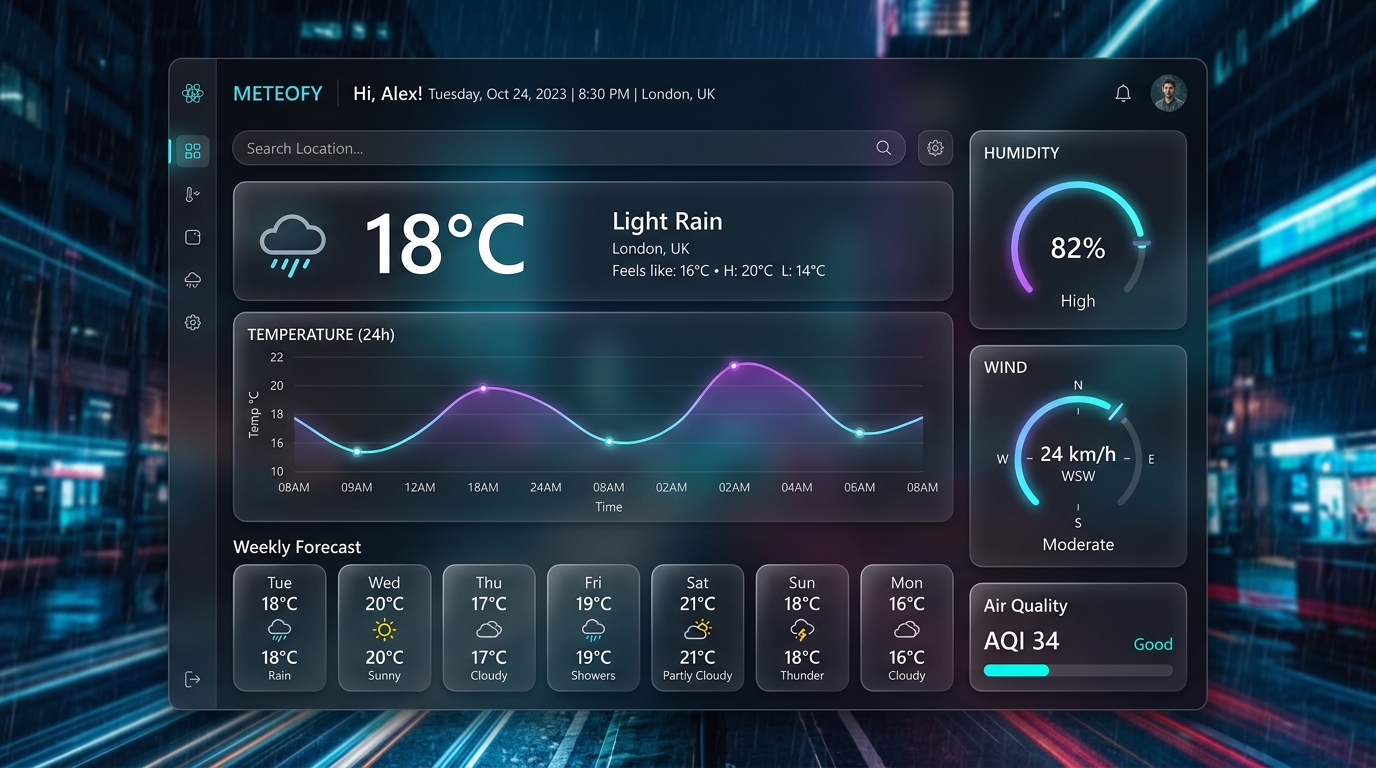 METEOFY
Hi, Alex! Tuesday, Oct 24, 2023 | 8:30 PM | London, UK
Search Location...
18°C
Light Rain
London, UK
Feels like: 16°C • H: 20°C L: 14°C
TEMPERATURE (24h)
Temp °C
22
20
18
16
10
08AM 09AM 12AM 18AM 24AM 08AM 02AM 02AM 04AM 06AM 08AM
Time
Weekly Forecast
Tue
18°C
18°C
Rain
Wed
20°C
20°C
Sunny
Thu
17°C
17°C
Cloudy
Fri
19°C
19°C
Showers
Sat
21°C
21°C
Partly Cloudy
Sun
18°C
18°C
Thunder
Mon
16°C
16°C
Cloudy
HUMIDITY
82%
High
WIND
N
W
E
24 km/h
WSW
S
Moderate
Air Quality
AQI 34
Good